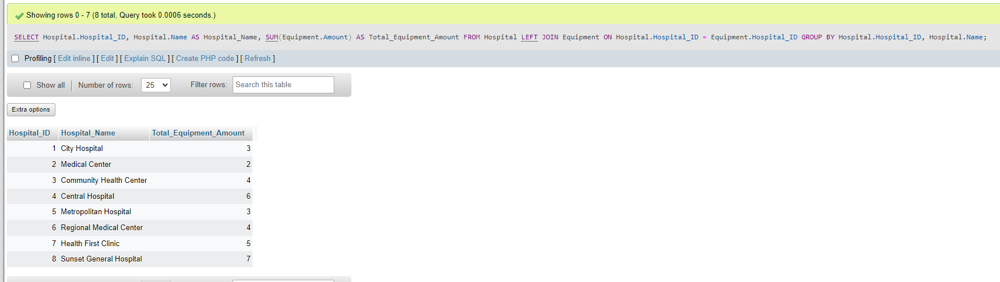 Showing rows 0 - 7 (8 total, Query took 0.0006 seconds.)
SELECT Hospital.Hospital_ID, Hospital.Name AS Hospital_Name, SUM(Equipment.Amount) AS Total_Equipment_Amount FROM Hospital LEFT JOIN Equipment ON Hospital.Hospital_ID = Equipment.Hospital_ID GROUP BY Hospital.Hospital_ID, Hospital.Name;
Profiling [ Edit inline ] [ Edit ] [ Explain SQL ] [ Create PHP code ] [ Refresh ]
Show all Number of rows: 25 Filter rows: Search this table
Extra options
Hospital_ID Hospital_Name Total_Equipment_Amount
1 City Hospital 3
2 Medical Center 2
3 Community Health Center 4
4 Central Hospital 6
5 Metropolitan Hospital 3
6 Regional Medical Center 4
7 Health First Clinic 5
8 Sunset General Hospital 7